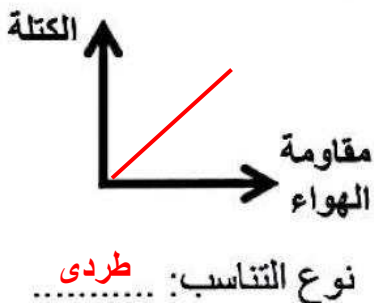 الكتلة
مقاومة
الهواء
نوع التناسب: طردى ............